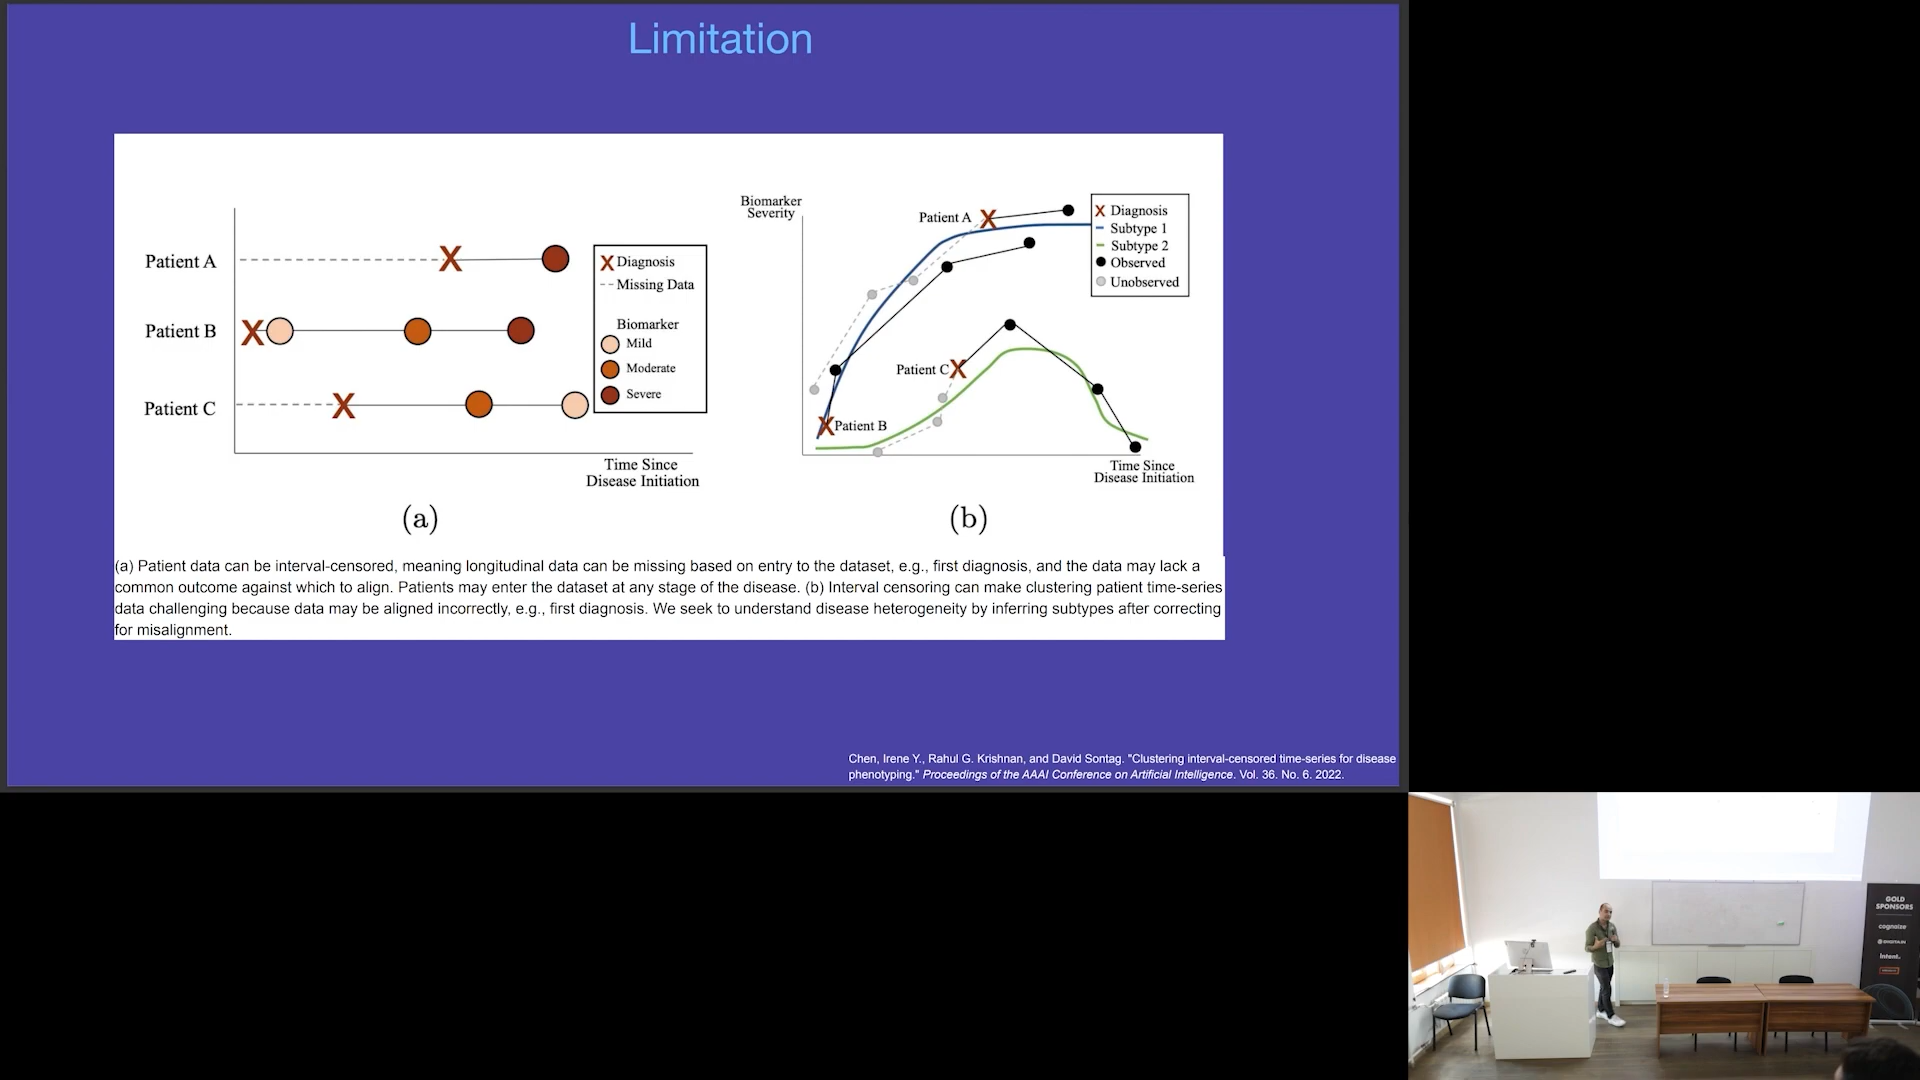 Limitation
Patient A
Patient B
Patient C
X Diagnosis
Missing Data
Biomarker
Mild
Moderate
Severe
Time Since
Disease Initiation
(a)
Biomarker
Severity
Patient A
Patient C
Patient B
X Diagnosis
Subtype 1
Subtype 2
Observed
Unobserved
Time Since
Disease Initiation
(b)
(a) Patient data can be interval-censored, meaning longitudinal data can be missing based on entry to the dataset, e.g., first diagnosis, and the data may lack a
common outcome against which to align. Patients may enter the dataset at any stage of the disease. (b) Interval censoring can make clustering patient time-series
data challenging because data may be aligned incorrectly, e.g., first diagnosis. We seek to understand disease heterogeneity by inferring subtypes after correcting
for misalignment.
Chen, Irene Y., Rahul G. Krishnan, and David Sontag. "Clustering interval-censored time-series for disease
phenotyping." Proceedings of the AAAI Conference on Artificial Intelligence. Vol. 36. No. 6. 2022.
GOLD
SPONSORS
cognaize
intent.